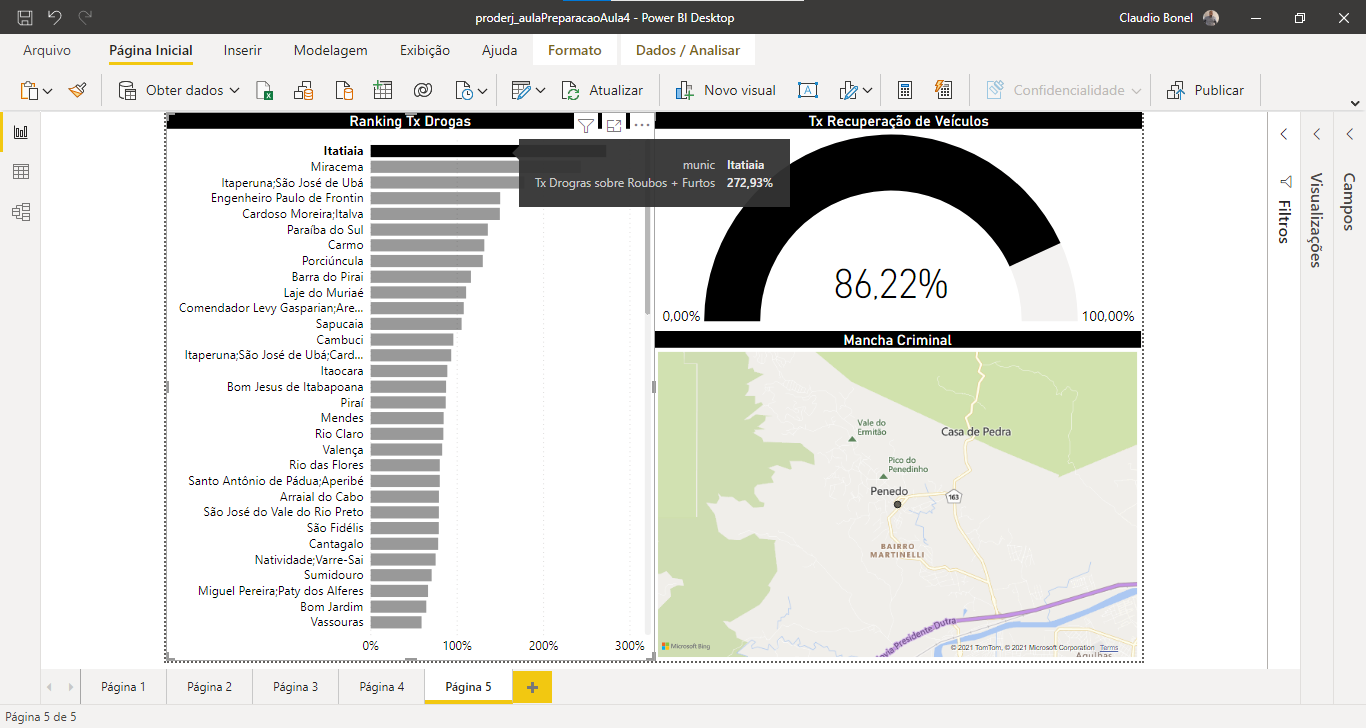 proderj_aulaPreparacaoAula4 - Power BI Desktop
Claudio Bonel
Arquivo
Página Inicial
Inserir
Modelagem
Exibição
Ajuda
Formato
Dados / Analisar
Obter dados
Atualizar
Novo visual
Confidencialidade
Publicar
Ranking Tx Drogas
Itatiaia
Miracema
Itaperuna;São José de Ubá
Engenheiro Paulo de Frontin
Cardoso Moreira;Italva
Paraíba do Sul
Carmo
Porciúncula
Barra do Pirai
Laje do Muriaé
Comendador Levy Gasparian;Are...
Sapucaia
Cambuci
Itaperuna;São José de Ubá;Card...
Itaocara
Bom Jesus de Itabapoana
Piraí
Mendes
Rio Claro
Valença
Rio das Flores
Santo Antônio de Pádua;Aperibé
Arraial do Cabo
São José do Vale do Rio Preto
São Fidélis
Cantagalo
Natividade;Varre-Sai
Sumidouro
Miguel Pereira;Paty dos Alferes
Bom Jardim
Vassouras
0%
100%
200%
300%
munic Itatiaia
Tx Drogras sobre Roubos + Furtos 272,93%
Tx Recuperação de Veículos
86,22%
0,00%
100,00%
Mancha Criminal
Vale do
Ermitão
Casa de Pedra
Pico do
Penedinho
Penedo
163
BAIRRO
MARTINELLI
via Presidente Dutra
Microsoft Bing
© 2021 TomTom, © 2021 Microsoft Corporation Terms
Filtros
Visualizações
Campos
Página 1
Página 2
Página 3
Página 4
Página 5
Página 5 de 5